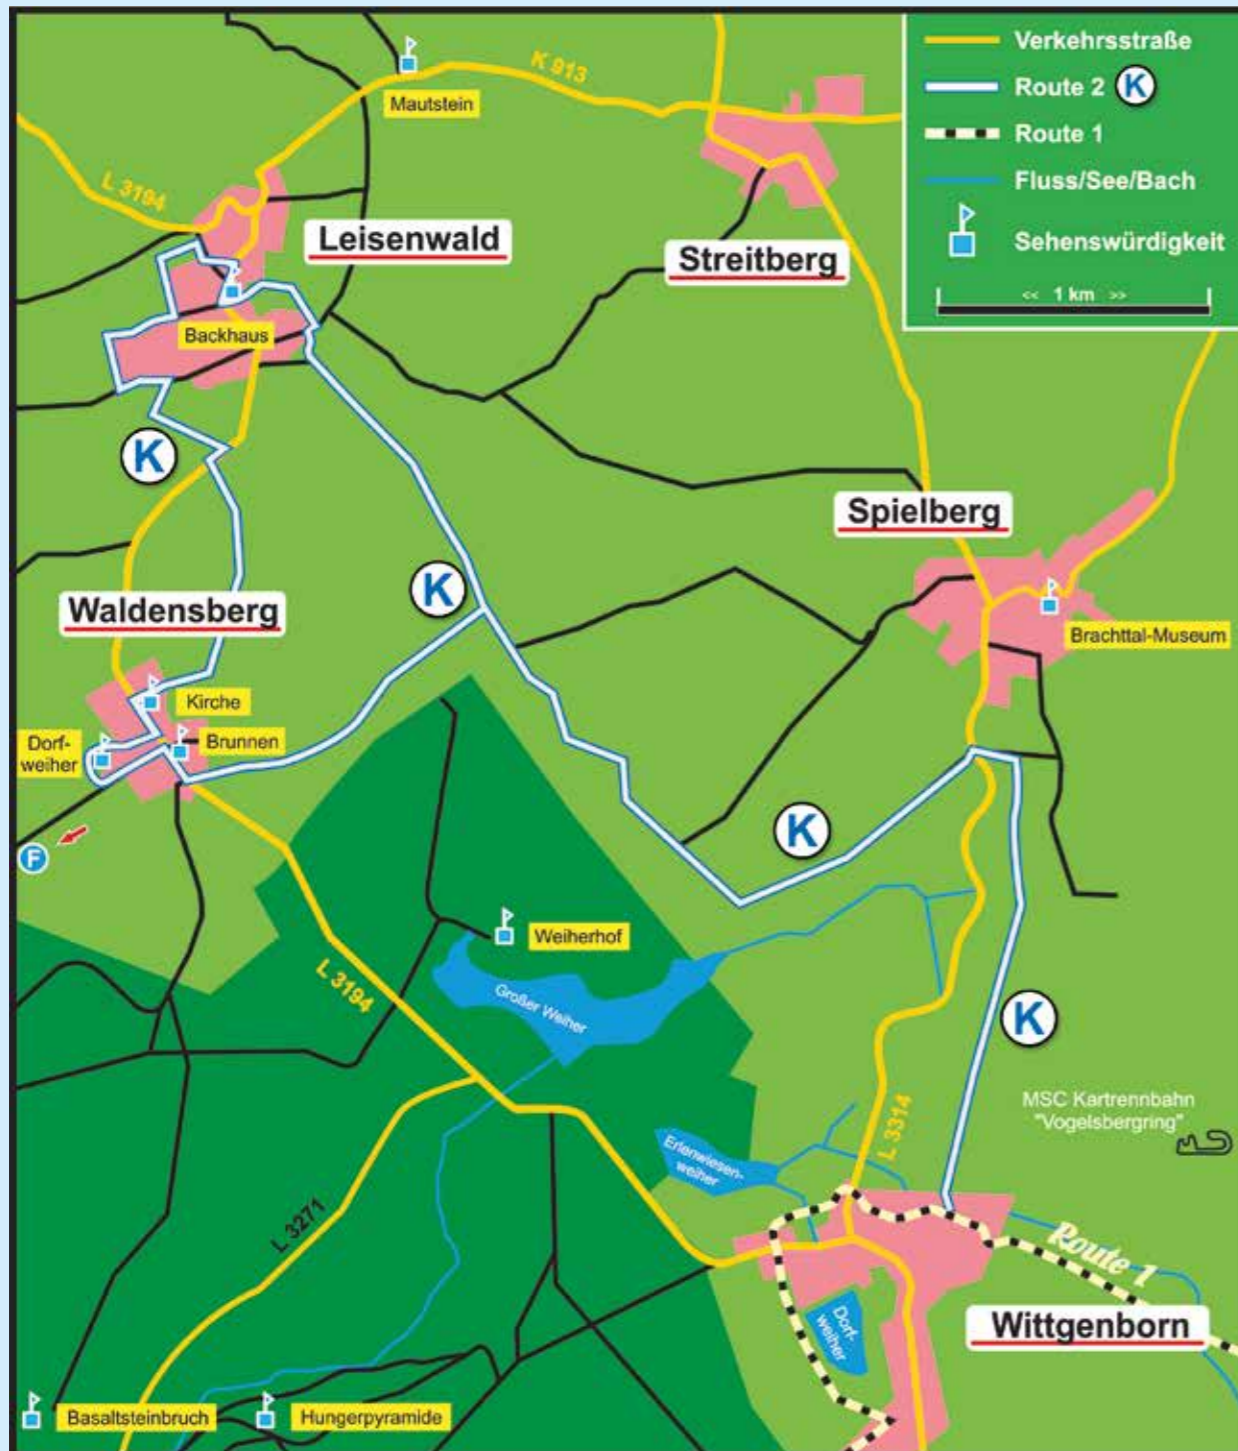 Verkehrsstraße
Route 2 K
Route 1
Fluss/See/Bach
Sehenswürdigkeit
<< 1 km >>
K 913
Mautstein
L 3194
Leisenwald
Streitberg
Backhaus
K
Spielberg
K
Waldensberg
Brachttal-Museum
Kirche
Brunnen
Dorf-
weiher
K
F
Weiherhof
L 3194
Großer Weiher
K
MSC Kartrennbahn
"Vogelsbergring"
L 3314
Erlenwiesen-
weiher
L 3271
Route 1
Dorf-
weiher
Wittgenborn
Basaltsteinbruch
Hungerpyramide